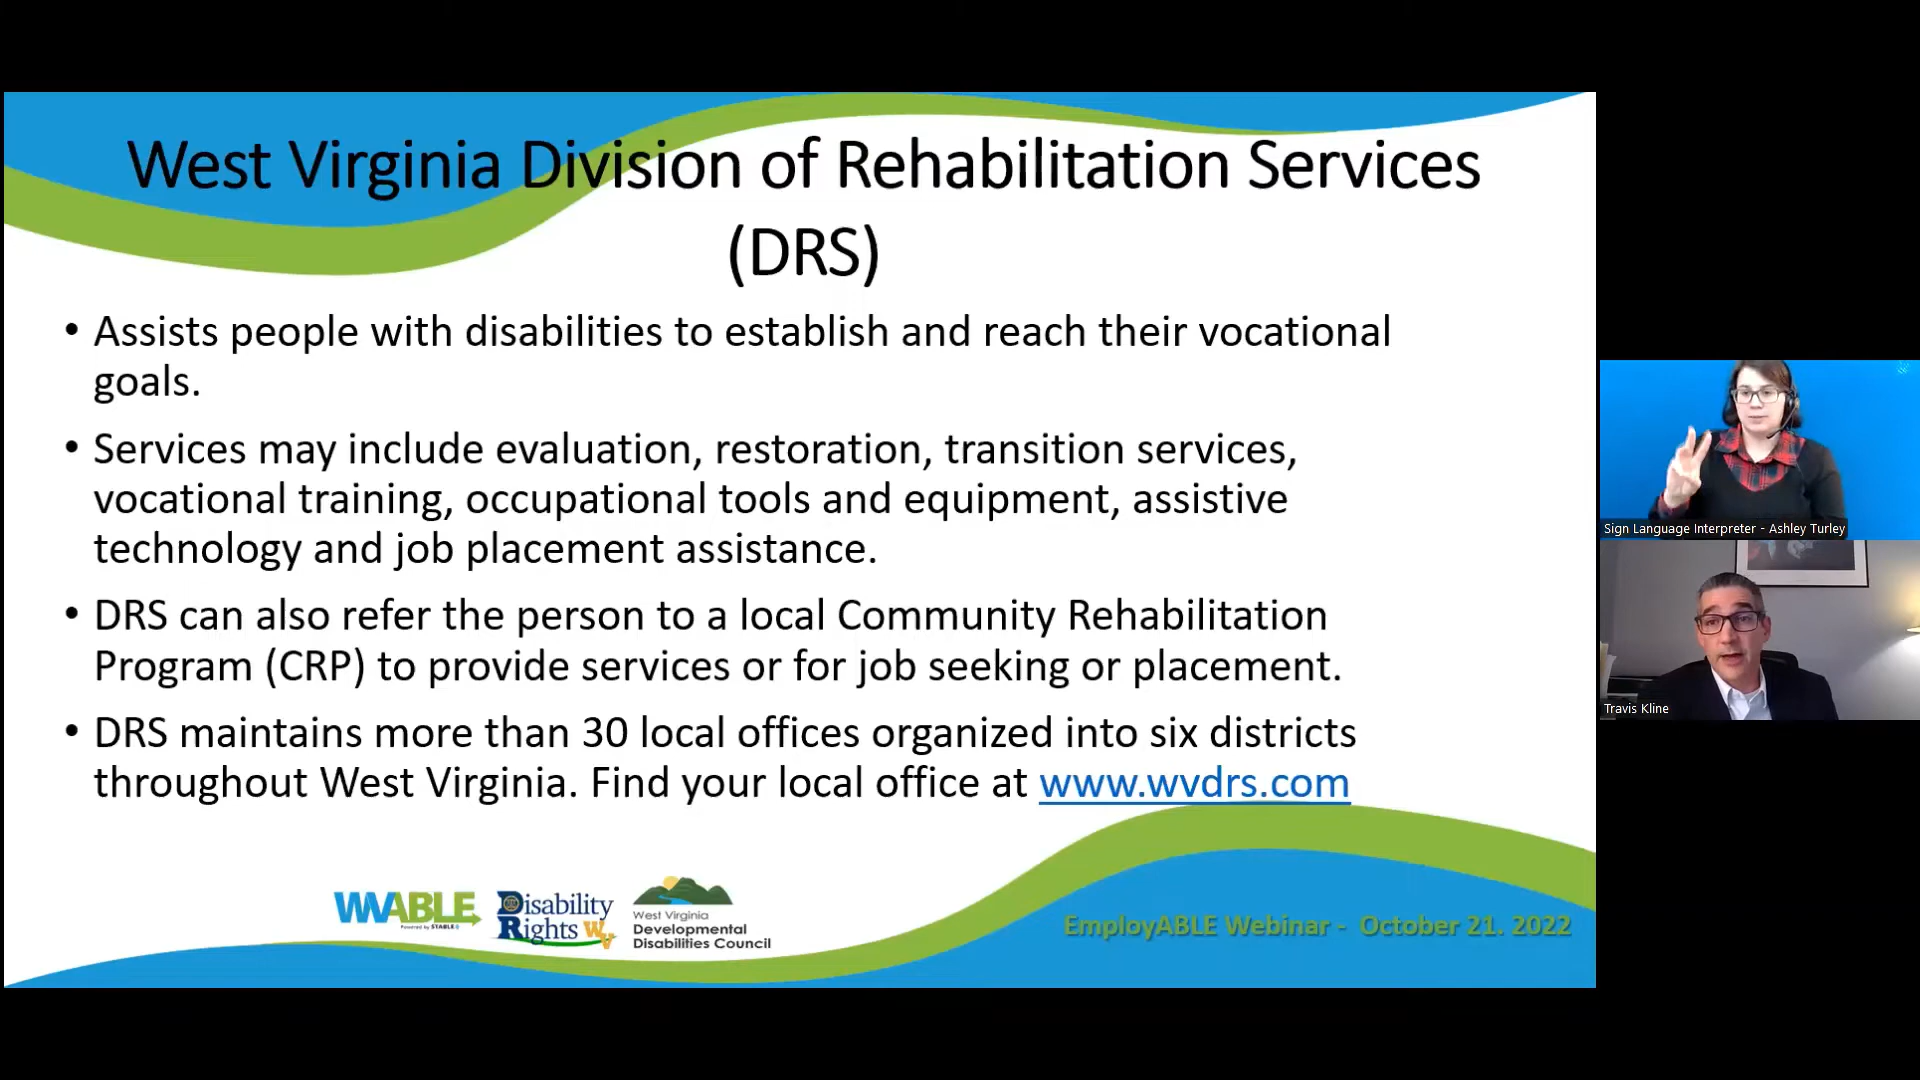 West Virginia Division of Rehabilitation Services
(DRS)
• Assists people with disabilities to establish and reach their vocational
goals.
• Services may include evaluation, restoration, transition services,
vocational training, occupational tools and equipment, assistive
technology and job placement assistance.
• DRS can also refer the person to a local Community Rehabilitation
Program (CRP) to provide services or for job seeking or placement.
• DRS maintains more than 30 local offices organized into six districts
throughout West Virginia. Find your local office at www.wvdrs.com
WVABLE
Powered by STABLE
Disability
Rights WV
West Virginia
Developmental
Disabilities Council
EmployABLE Webinar - October 21. 2022
Sign Language Interpreter - Ashley Turley
Travis Kline